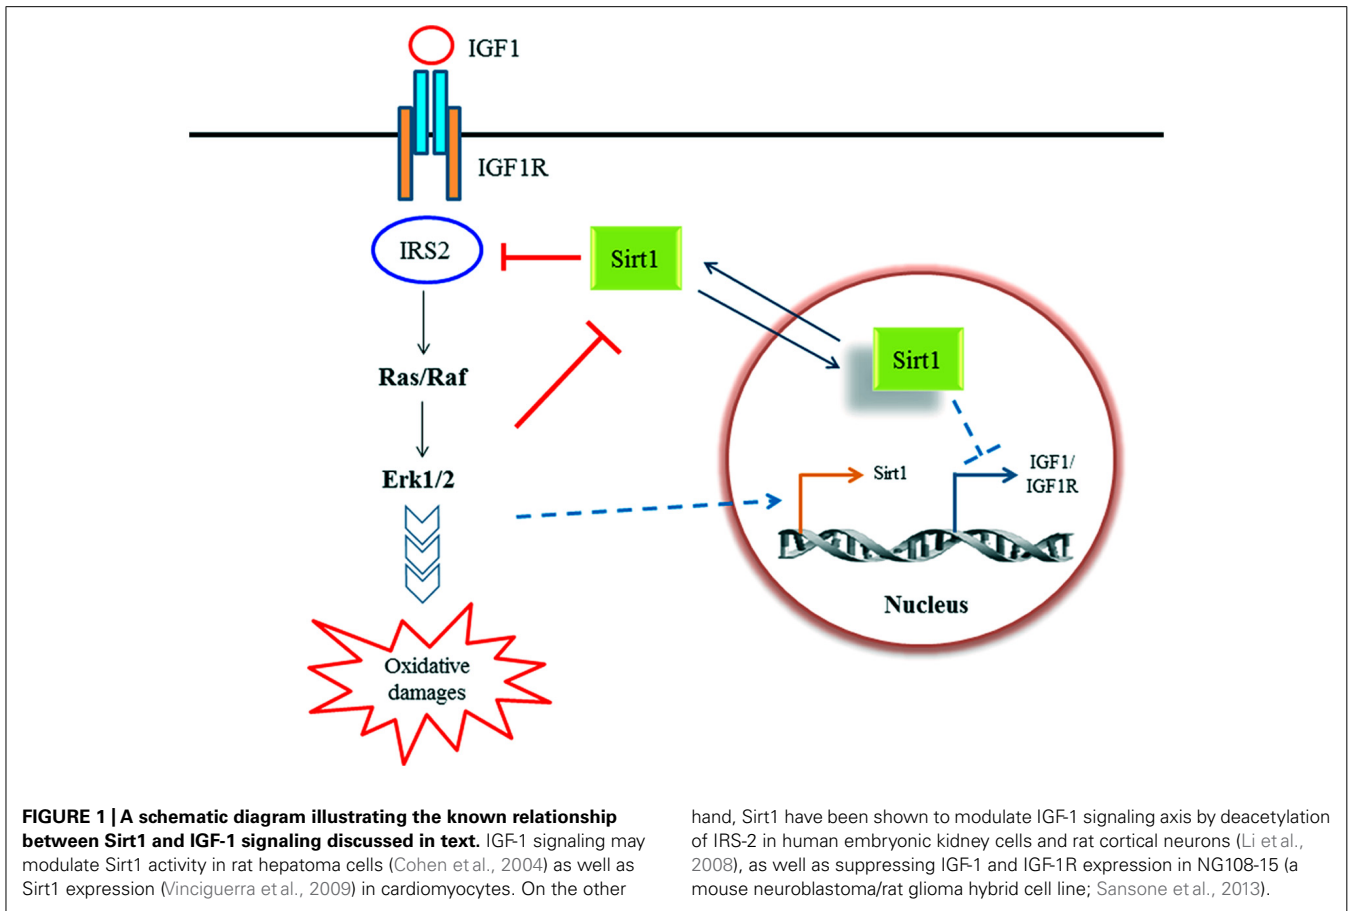 IGF1
IGF1R
IRS2
Sirt1
Ras/Raf
Sirt1
Erk1/2
Sirt1
IGF1/
IGF1R
Nucleus
Oxidative
damages
FIGURE 1 | A schematic diagram illustrating the known relationship
between Sirt1 and IGF-1 signaling discussed in text. IGF-1 signaling may
modulate Sirt1 activity in rat hepatoma cells (Cohen et al., 2004) as well as
Sirt1 expression (Vinciguerra et al., 2009) in cardiomyocytes. On the other
hand, Sirt1 have been shown to modulate IGF-1 signaling axis by deacetylation
of IRS-2 in human embryonic kidney cells and rat cortical neurons (Li et al.,
2008), as well as suppressing IGF-1 and IGF-1R expression in NG108-15 (a
mouse neuroblastoma/rat glioma hybrid cell line; Sansone et al., 2013).